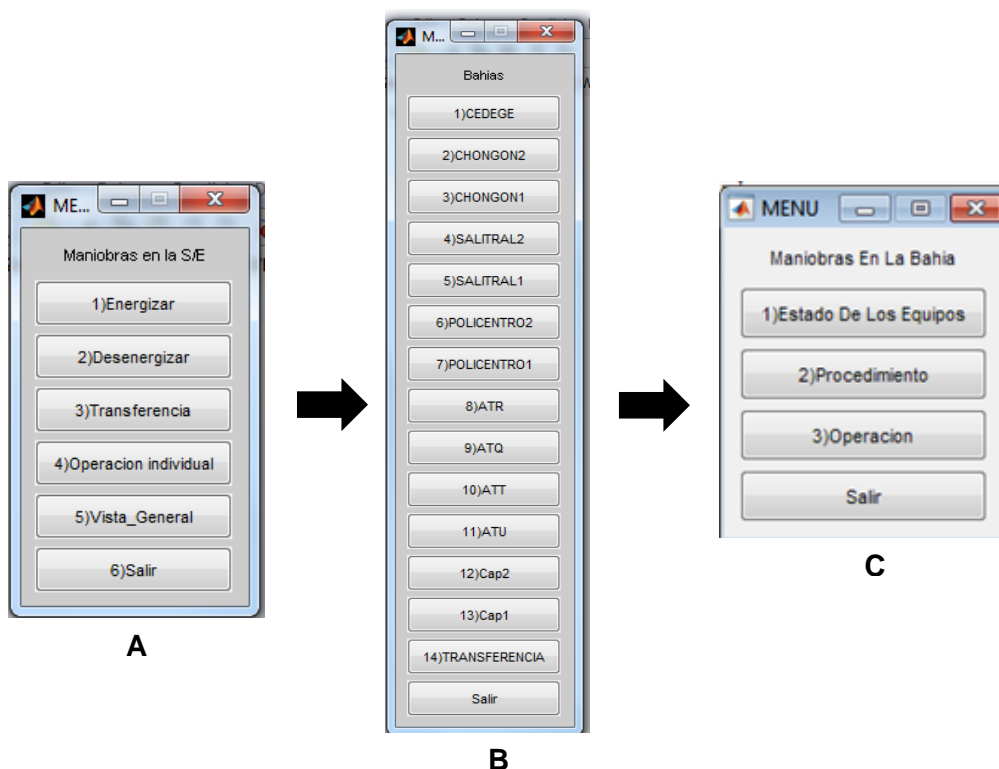 ME...
Maniobras en la S/E
1)Energizar
2)Desenergizar
3)Transferencia
4)Operacion individual
5)Vista_General
6)Salir
A
M...
Bahias
1)CEDEGE
2)CHONGON2
3)CHONGON1
4)SALITRAL2
5)SALITRAL1
6)POLICENTRO2
7)POLICENTRO1
8)ATR
9)ATQ
10)ATT
11)ATU
12)Cap2
13)Cap1
14)TRANSFERENCIA
Salir
B
MENU
Maniobras En La Bahia
1)Estado De Los Equipos
2)Procedimiento
3)Operacion
Salir
C